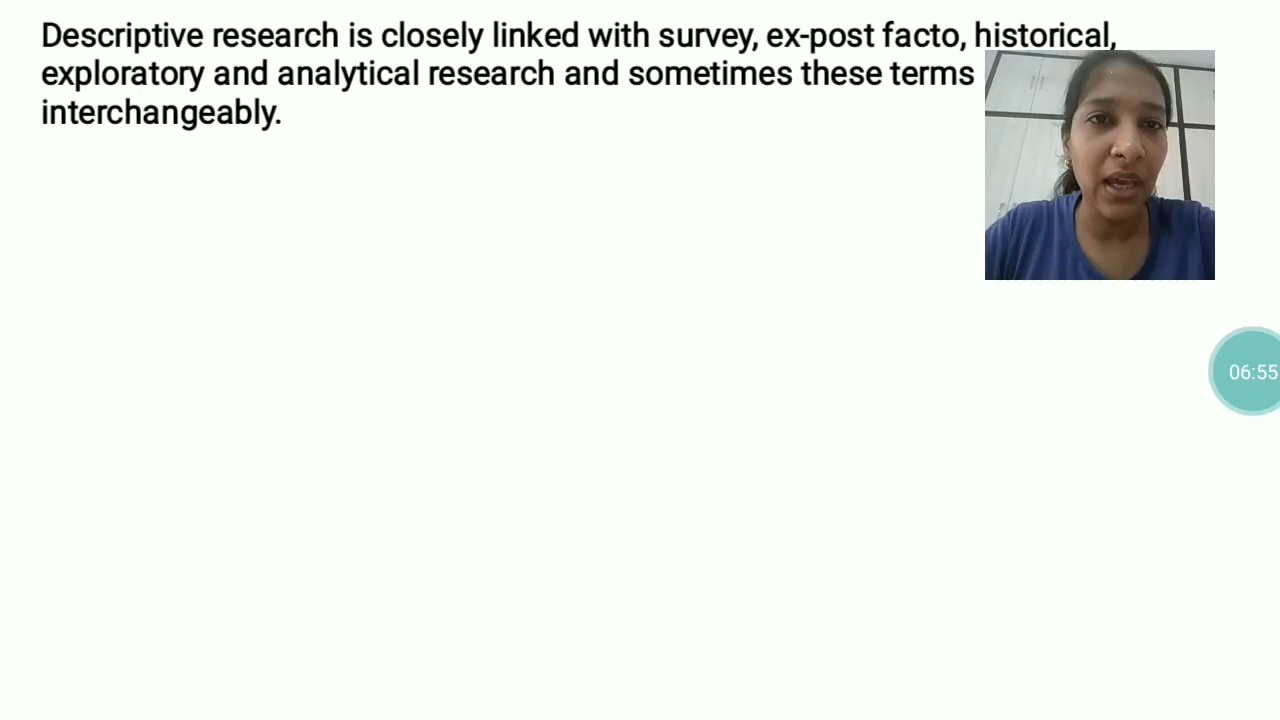 Descriptive research is closely linked with survey, ex-post facto, historical,
exploratory and analytical research and sometimes these terms
interchangeably.
06:55